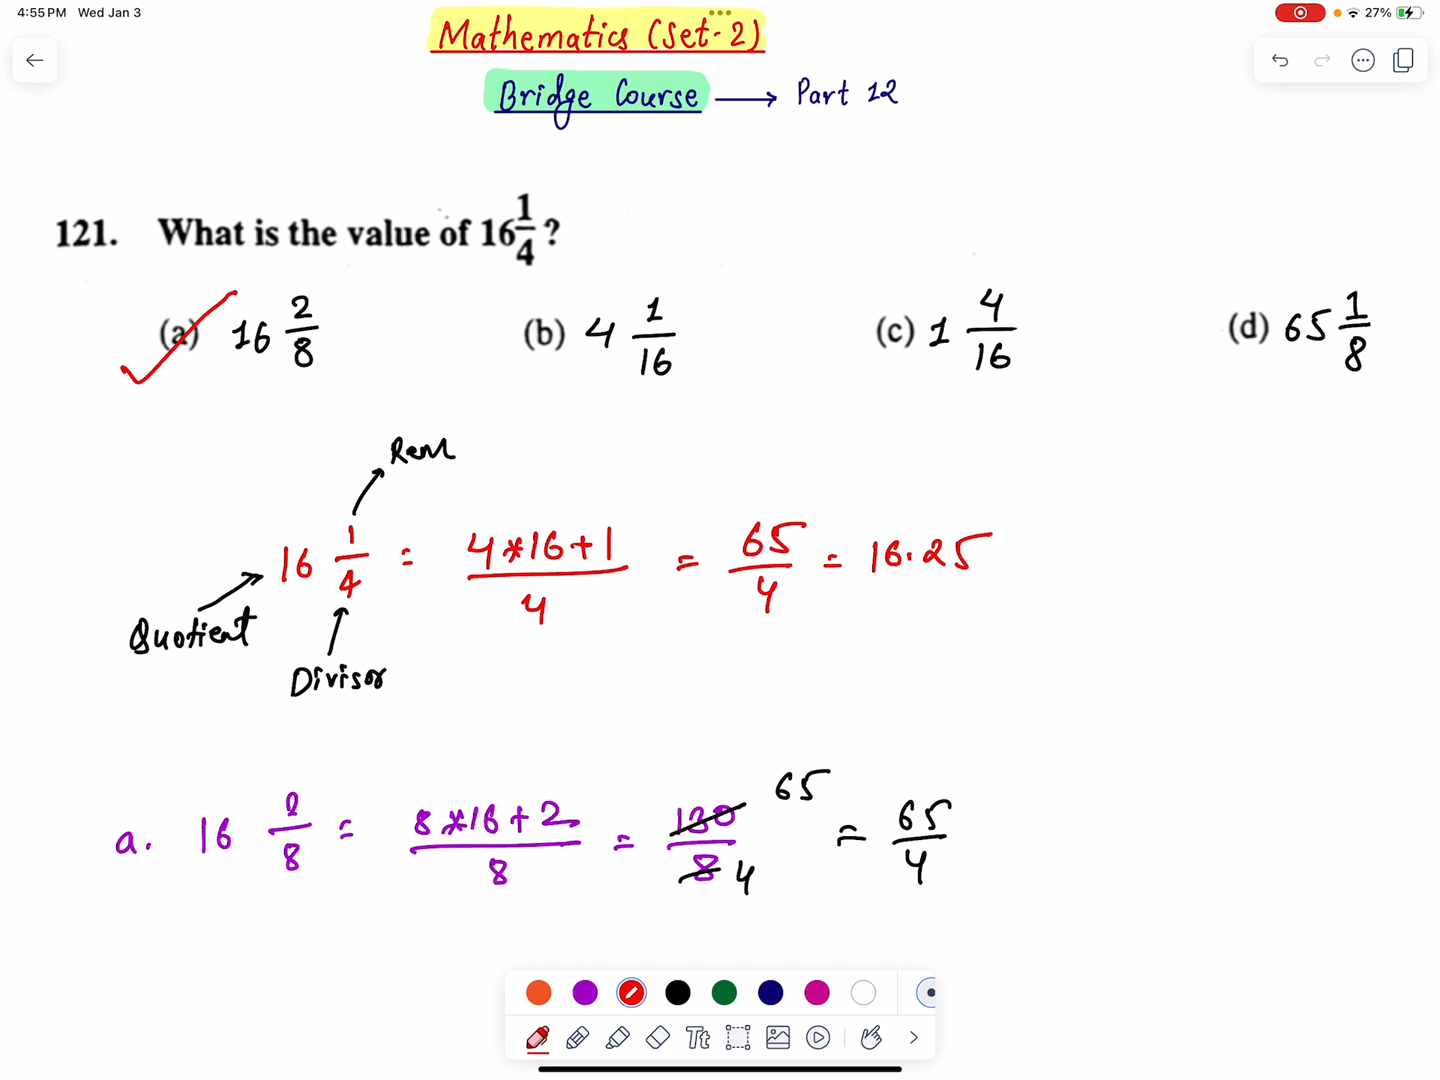 4:55 PM Wed Jan 3
27%
Mathematics (Set-2)
Bridge Course → Part 12
121. What is the value of 16 1/4 ?
(a) 16 2/8 (b) 4 1/16 (c) 1 4/16 (d) 65 1/8
Rem
16 1/4 = 4*16+1/4 = 65/4 = 16.25
Quotient
Divisor
65
a. 16 2/8 = 8*16+2/8 = 130/8 = 65/4
4
Tt